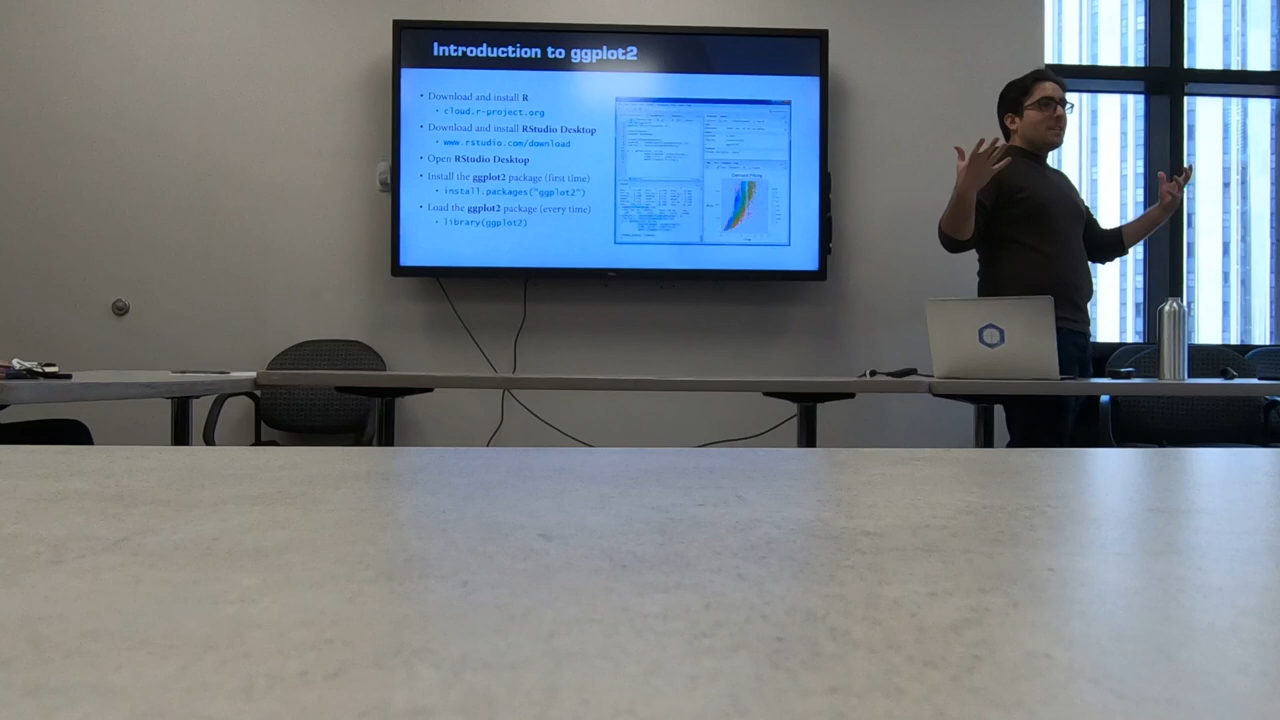 Introduction to ggplot2
• Download and install R
• cloud.r-project.org
• Download and install RStudio Desktop
• www.rstudio.com/download
• Open RStudio Desktop
• Install the ggplot2 package (first time)
• install.packages("ggplot2")
• Load the ggplot2 package (every time)
• library(ggplot2)
Diamond Pricing